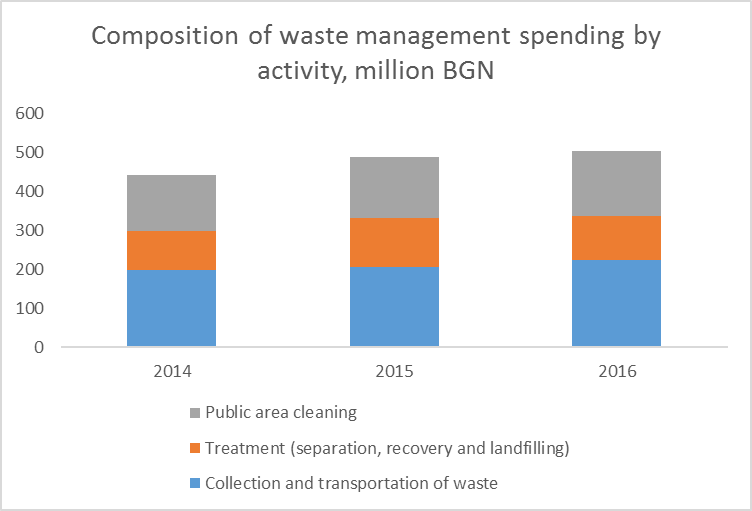 Composition of waste management spending by
activity, million BGN
600
500
400
300
200
100
0
2014 2015 2016
Public area cleaning
Treatment (separation, recovery and landfilling)
Collection and transportation of waste